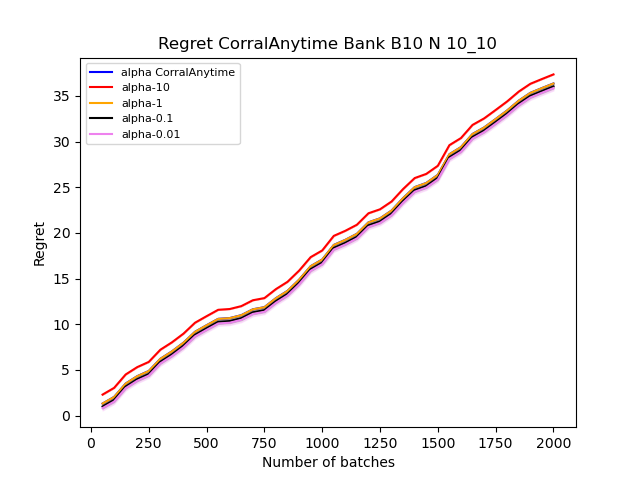 Regret CorralAnytime Bank B10 N 10_10
alpha CorralAnytime
alpha-10
alpha-1
alpha-0.1
alpha-0.01
Regret
35
30
25
20
15
10
5
0
0 250 500 750 1000 1250 1500 1750 2000
Number of batches